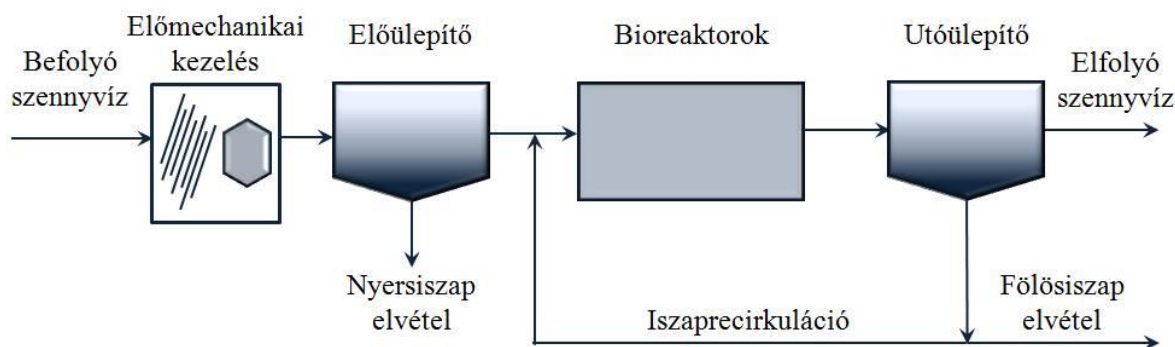 Előmechanikai
kezelés
Előülepítő
Bioreaktorok
Utóülepítő
Befolyó
szennyvíz
Elfolyó
szennyvíz
Nyersiszap
elvétel
Iszaprecirkuláció
Fölösiszap
elvétel